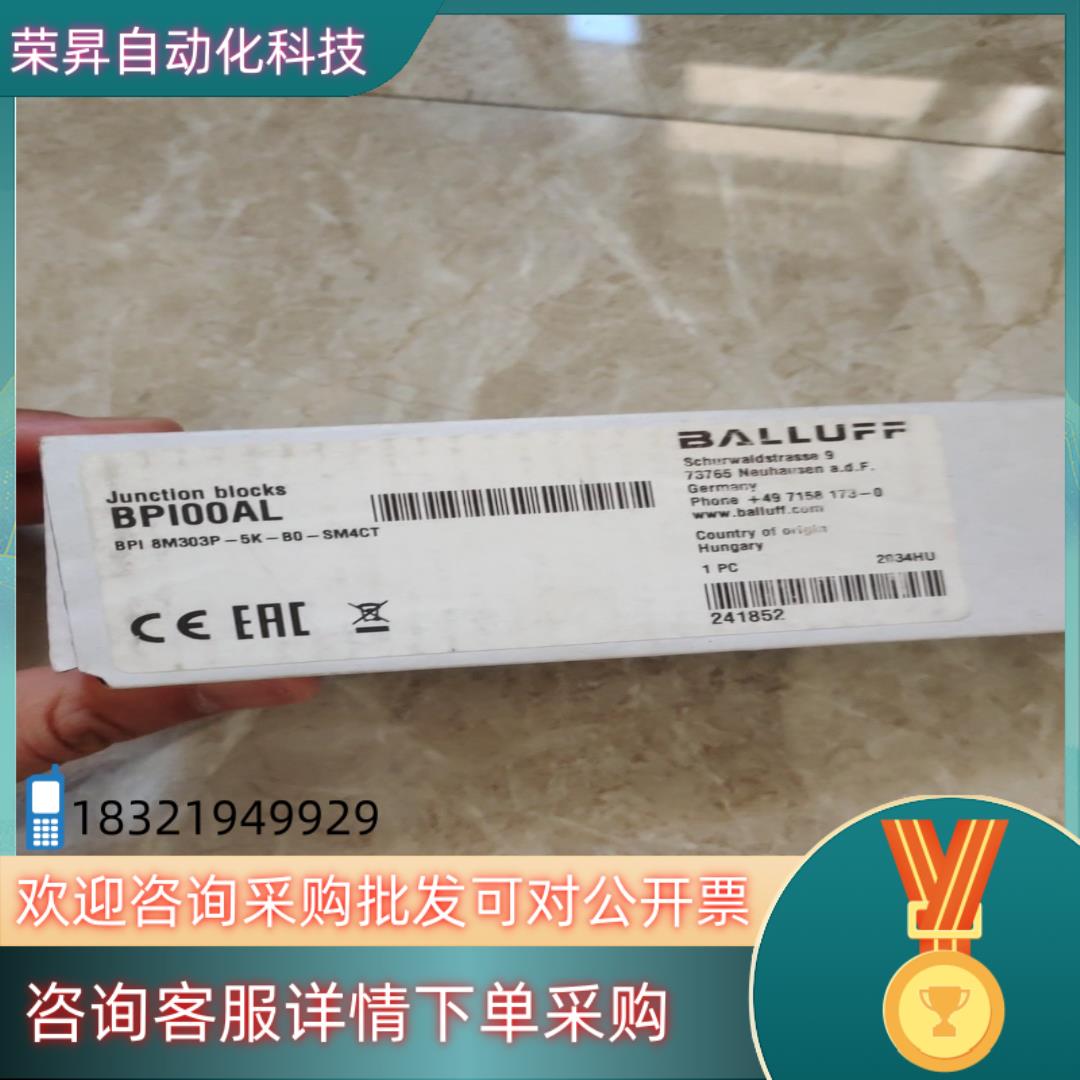 荣昇自动化科技
BALLUFF
Schurwaldstrasse 9
73765 Neuhausen a.d.F.
Germany
Phone +49 7158 173-0
www.balluff.com
Country of origin
Hungary
1 PC 2034HU
241852
Junction blocks
BPI00AL
BPI 8M303P-5K-B0-SM4CT
CE EAC
18321949929
欢迎咨询采购批发可对公开票
咨询客服详情下单采购